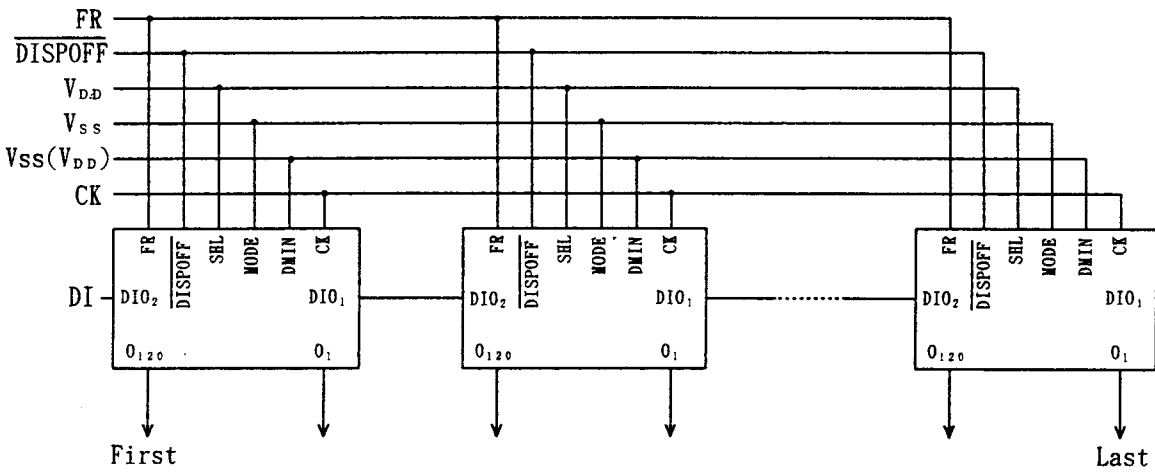 FR
DISPOFF
VDD
VSS
VSS(VDD)
CK
FR DISPOFF SHL MODE DMIN CK
FR DISPOFF SHL MODE DMIN CK
FR DISPOFF SHL MODE DMIN CK
DI DIO2 DIO1 DIO2 DIO1 DIO2 DIO1
O120 O1 O120 O1 O120 O1
First Last